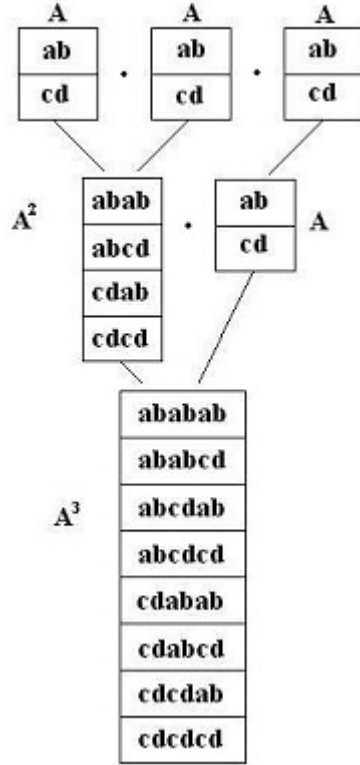 A A A
ab ab ab
. .
cd cd cd
abab ab
A² . A
abcd cd
cdab
cdcd
ababab
ababcd
abcdab
A³
abcdcd
cdabab
cdabcd
cdcdab
cdcdcd